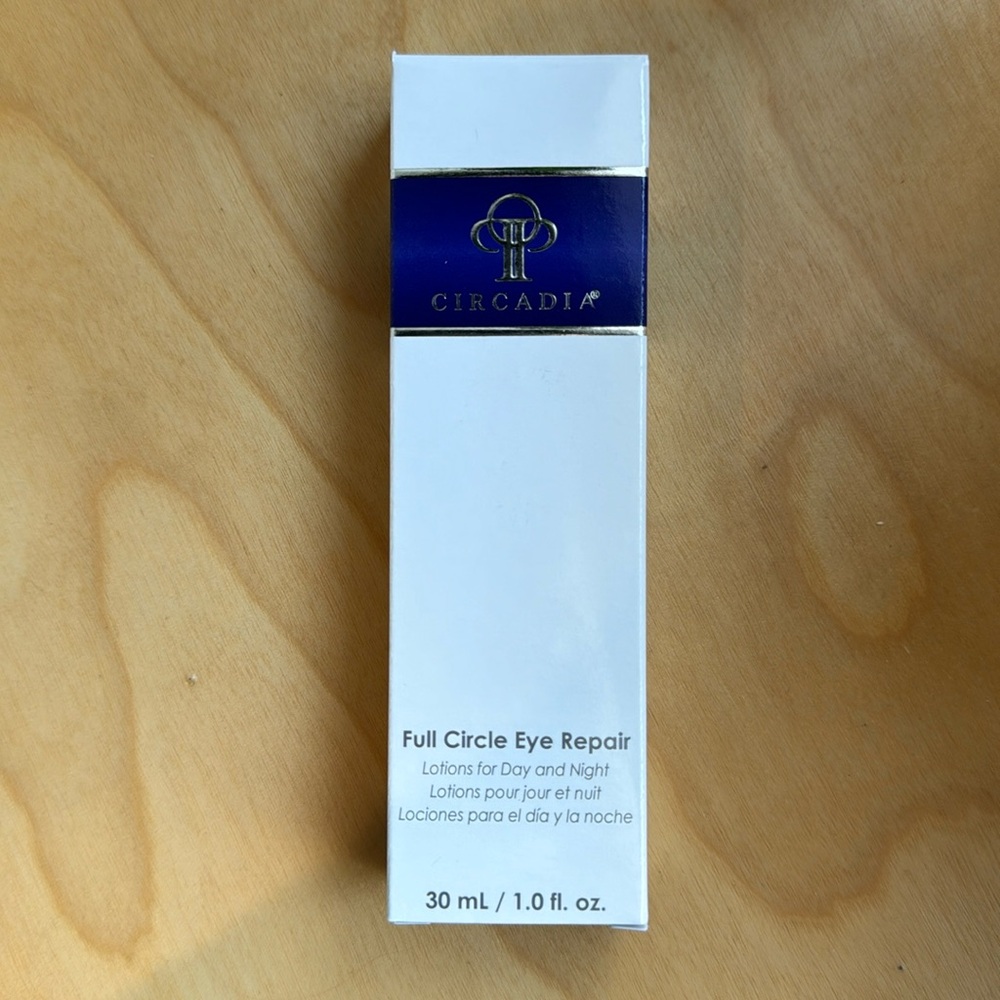 CIRCADIA®
Full Circle Eye Repair
Lotions for Day and Night
Lotions pour jour et nuit
Lociones para el día y la noche
30 mL / 1.0 fl. oz.